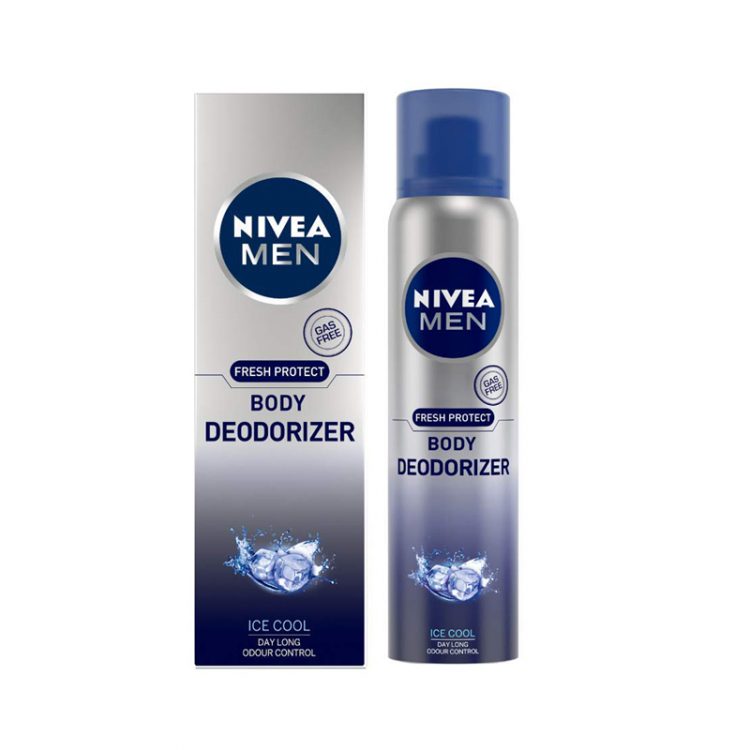 NIVEA
MEN
GAS
FREE
FRESH PROTECT
BODY
DEODORIZER
ICE COOL
DAY LONG
ODOUR CONTROL
NIVEA
MEN
GAS
FREE
FRESH PROTECT
BODY
DEODORIZER
ICE COOL
DAY LONG
ODOUR CONTROL